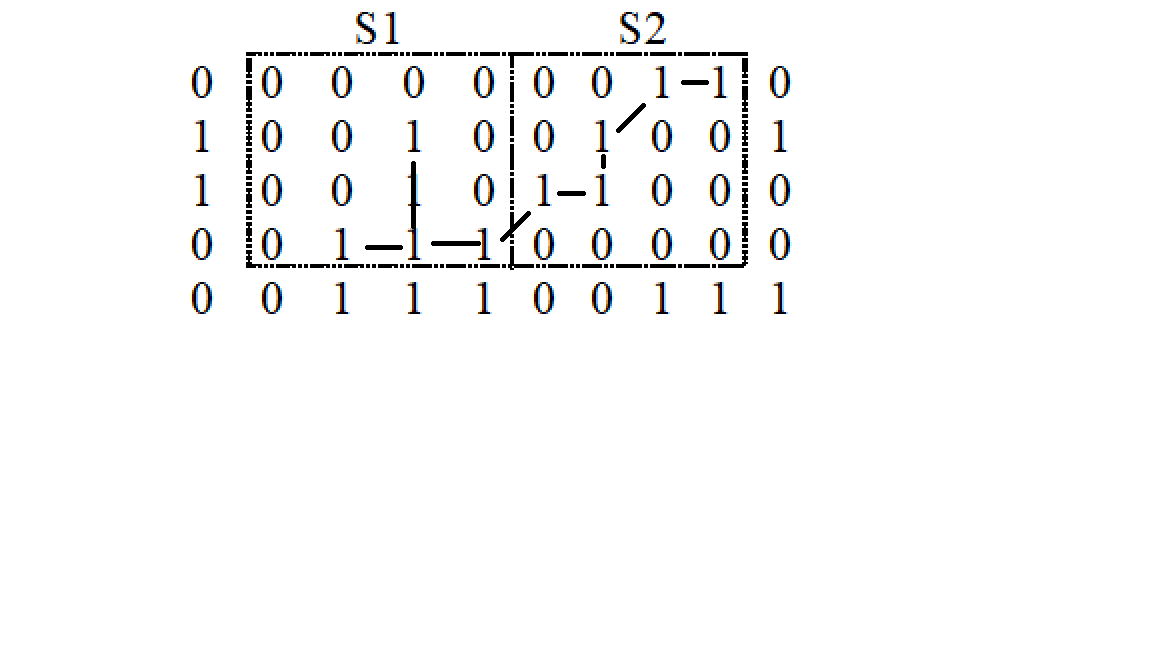 S1 S2
0 0 0 0 0 0 0 1 1 0
1 0 0 1 0 0 1 0 0 1
1 0 0 1 0 1 1 0 0 0
0 0 1 1 1 0 0 0 0 0
0 0 1 1 1 0 0 1 1 1